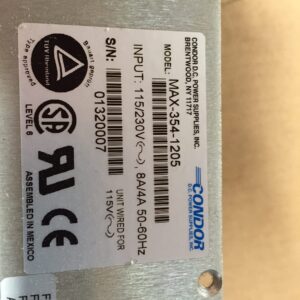 CONDOR D.C. POWER SUPPLIES, INC.
BRENTWOOD, NY 11717
MODEL: MAX-354-1205
INPUT: 115/230V(~), 8A/4A 50-60Hz
S/N:
01320007
UNIT WIRED FOR
115V(~)
CONDOR
D.C. POWER SUPPLIES, INC.
Bauart geprüft
TÜV Rheinland
type approved
LEVEL 6
ASSEMBLED IN MEXICO